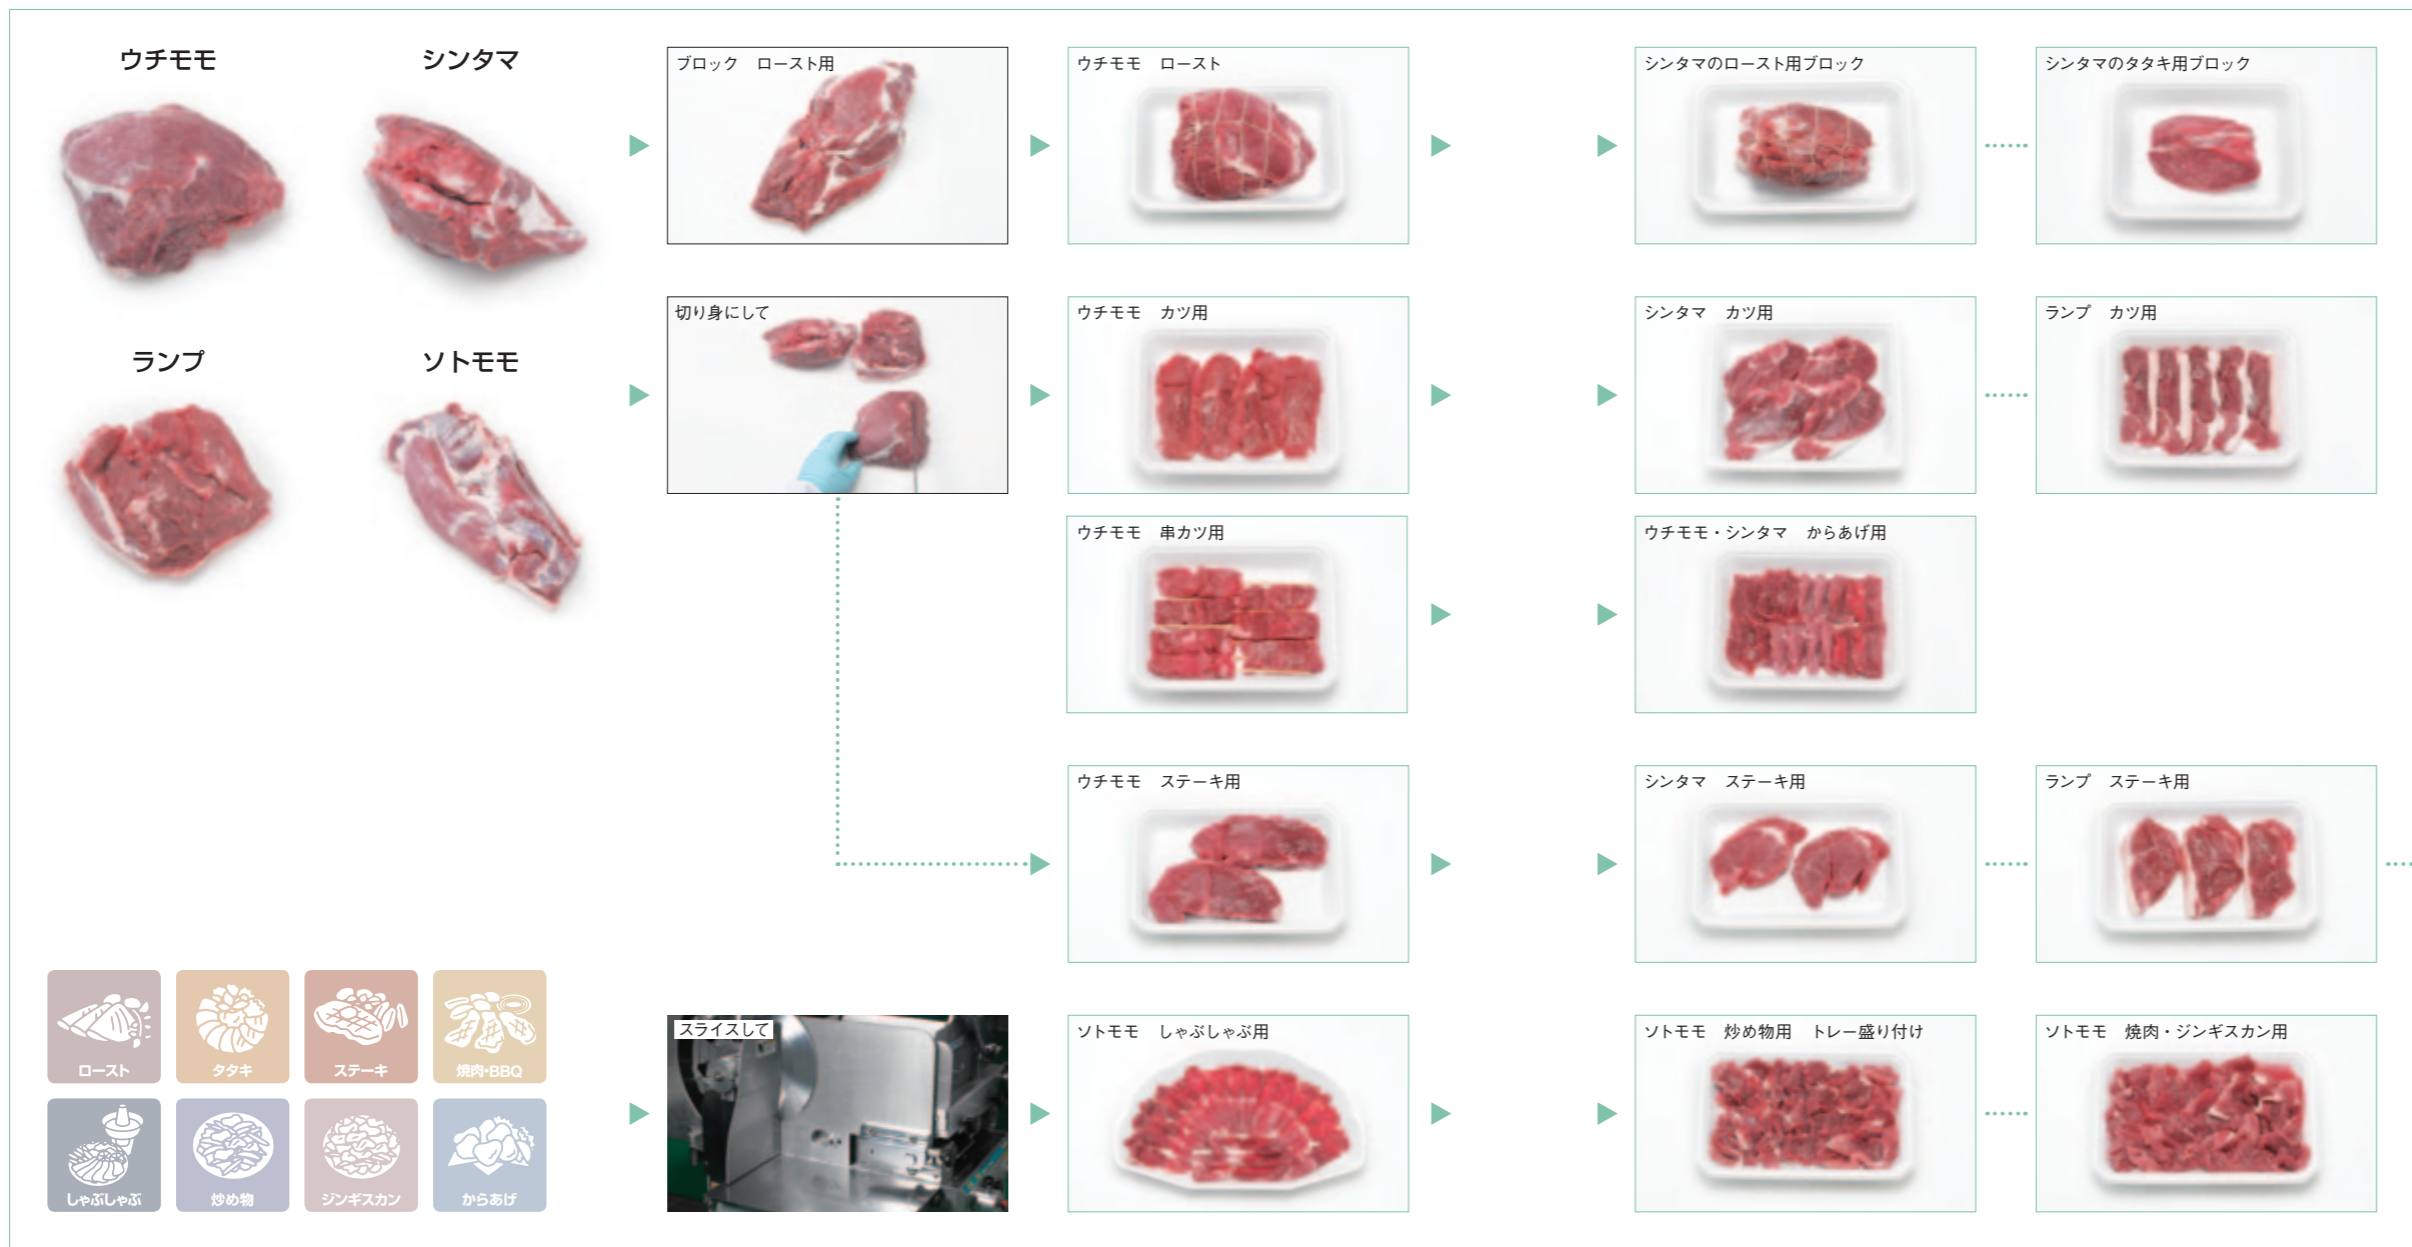 ウチモモ
シンタマ
ランプ
ソトモモ
ブロック　ロースト用
ウチモモ　ロースト
シンタマのロースト用ブロック
シンタマのタタキ用ブロック
切り身にして
ウチモモ　カツ用
シンタマ　カツ用
ランプ　カツ用
ウチモモ　串カツ用
ウチモモ・シンタマ　からあげ用
ウチモモ　ステーキ用
シンタマ　ステーキ用
ランプ　ステーキ用
スライスして
ソトモモ　しゃぶしゃぶ用
ソトモモ　炒め物用　トレー盛り付け
ソトモモ　焼肉・ジンギスカン用
ロースト
タタキ
ステーキ
焼肉・BBQ
しゃぶしゃぶ
炒め物
ジンギスカン
からあげ